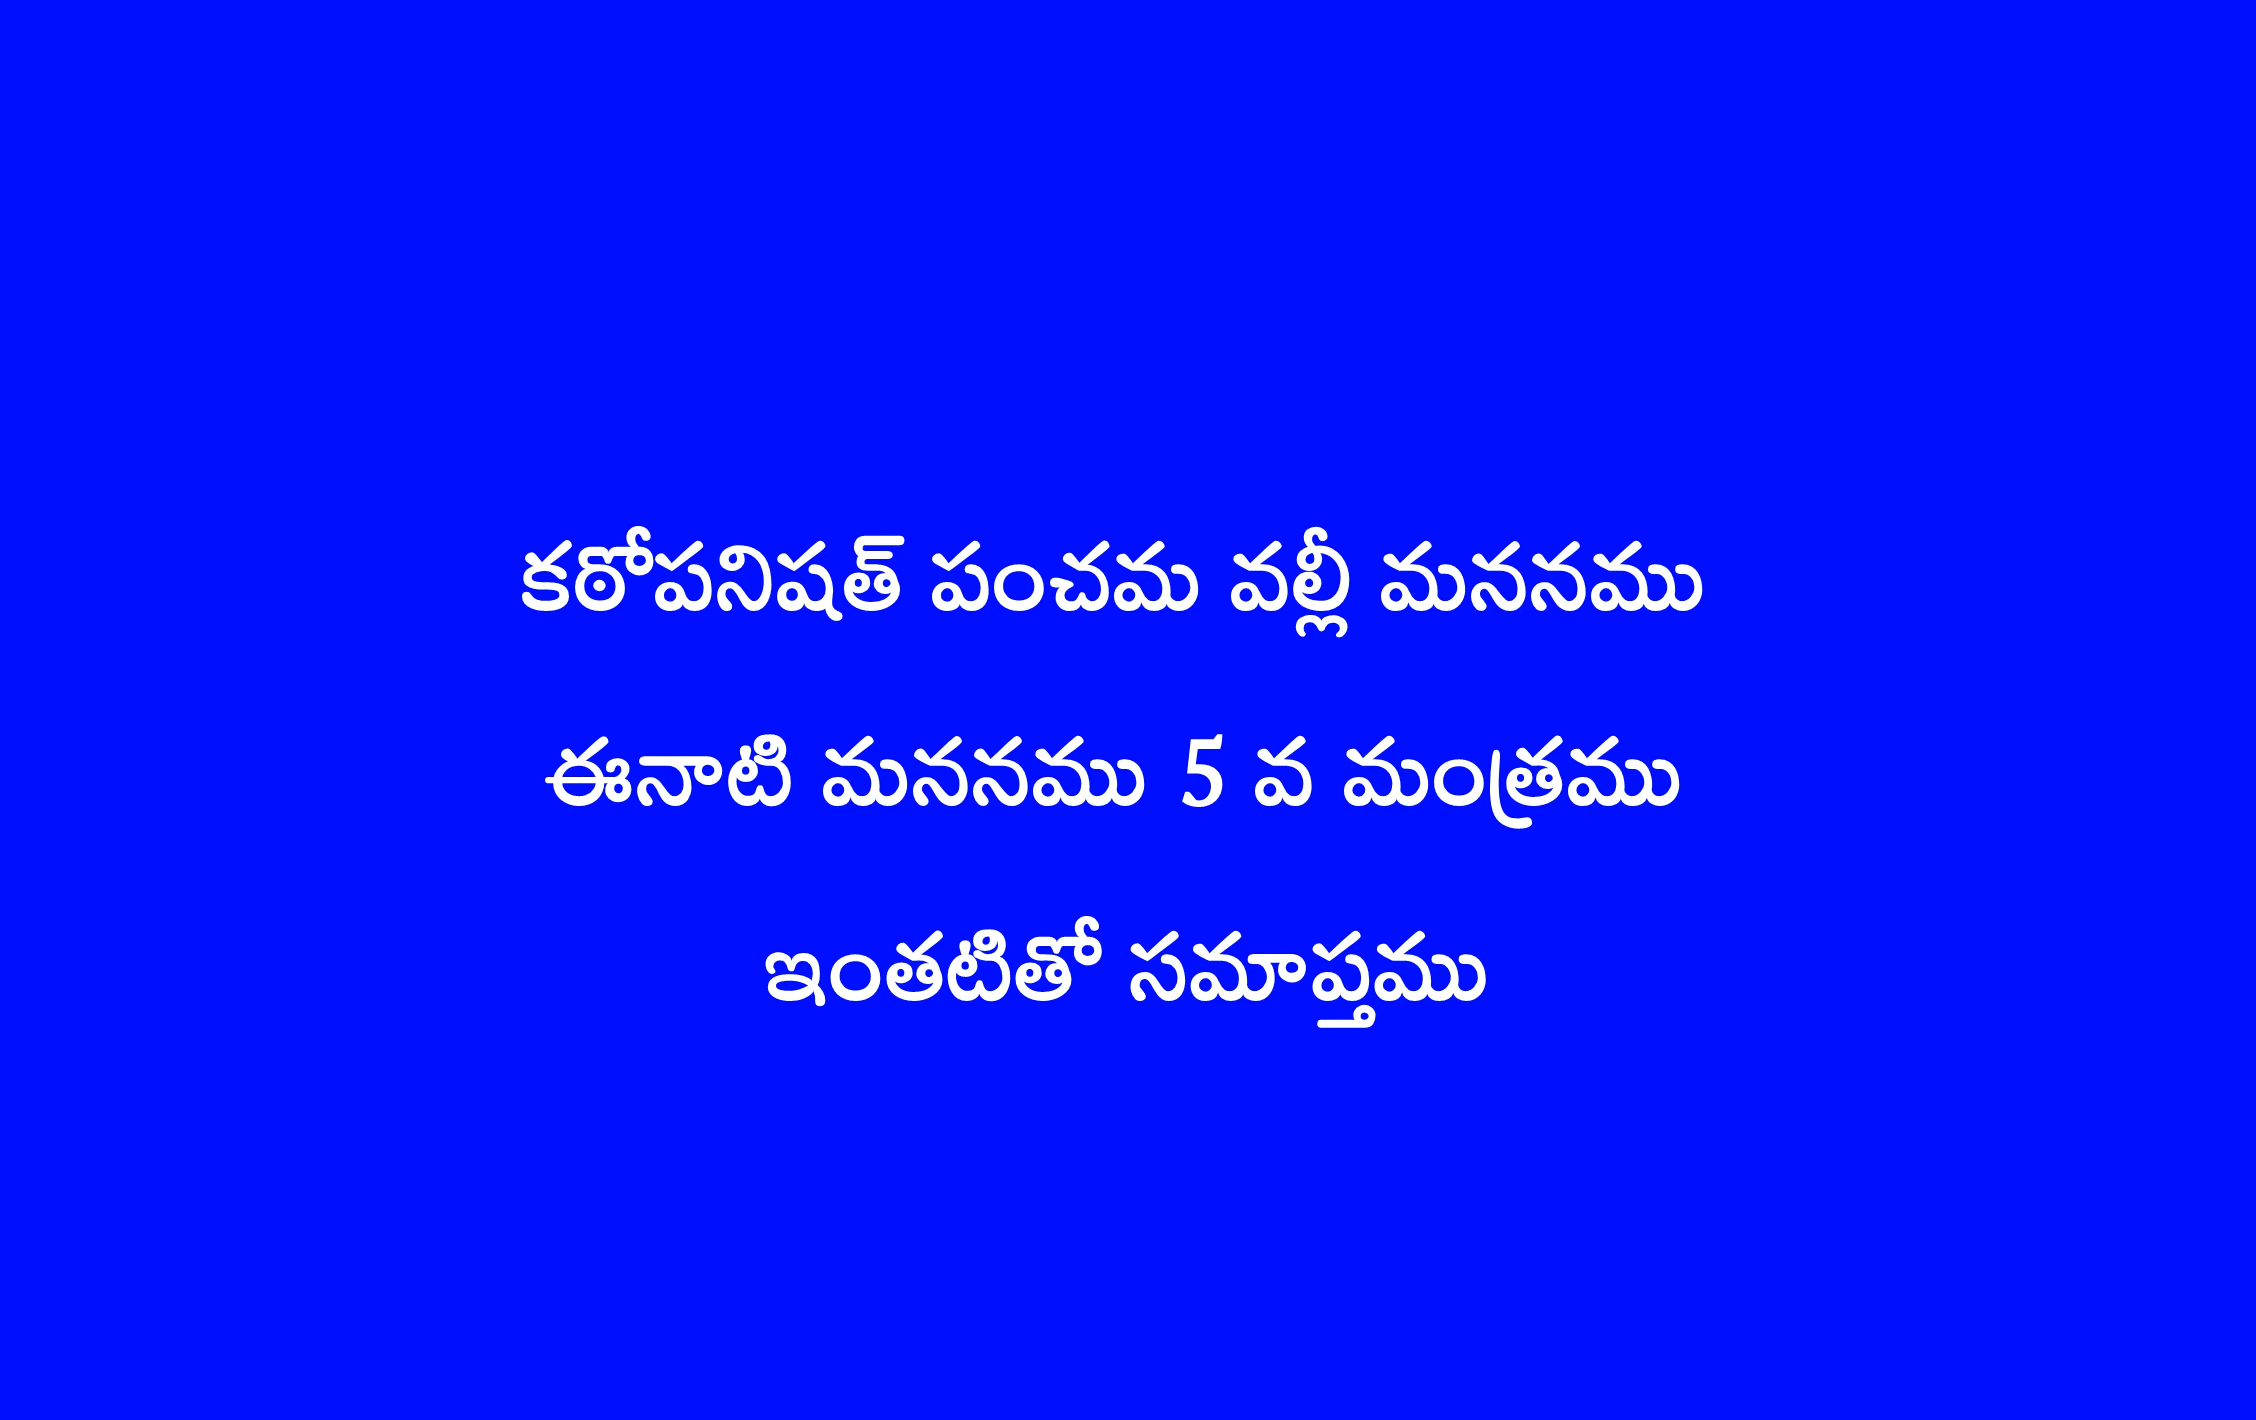 కఠోపనిషత్ పంచమ వల్లీ మననము
ఈనాటి మననము 5 వ మంత్రము
ఇంతటితో సమాప్తము